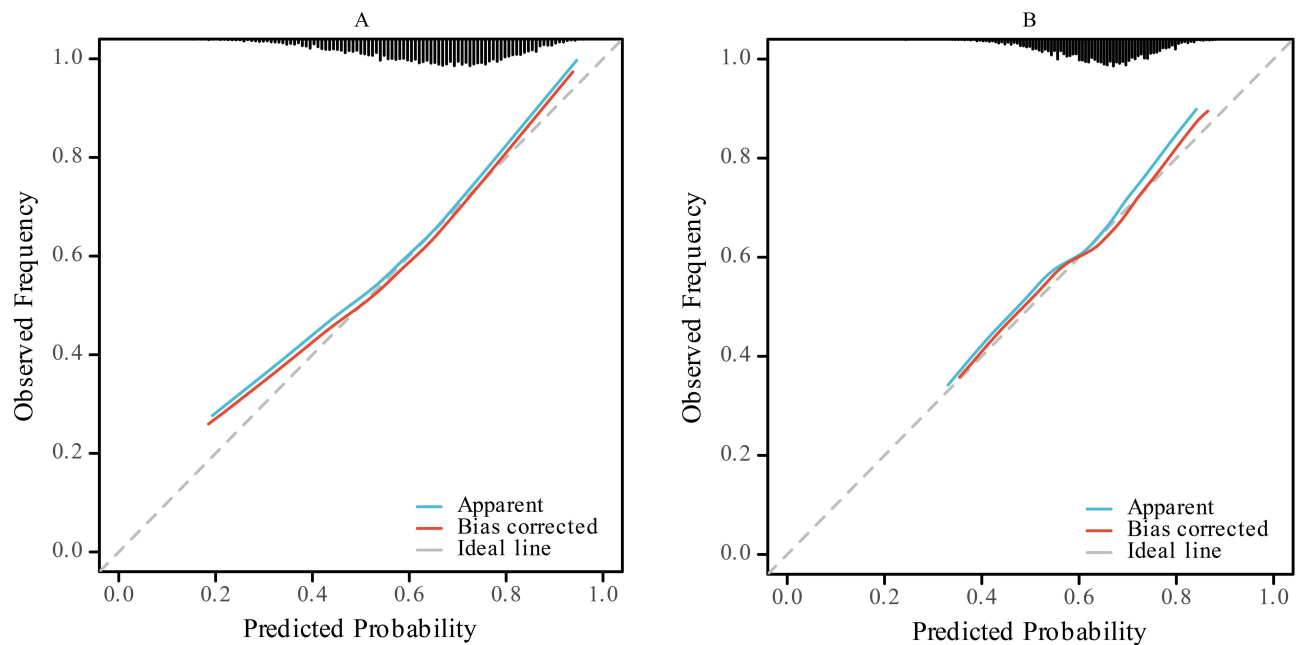 A
1.0
0.8
0.6
0.4
0.2
0.0
Observed Frequency
Apparent
Bias corrected
Ideal line
0.0 0.2 0.4 0.6 0.8 1.0
Predicted Probability
B
1.0
0.8
0.6
0.4
0.2
0.0
Observed Frequency
Apparent
Bias corrected
Ideal line
0.0 0.2 0.4 0.6 0.8 1.0
Predicted Probability